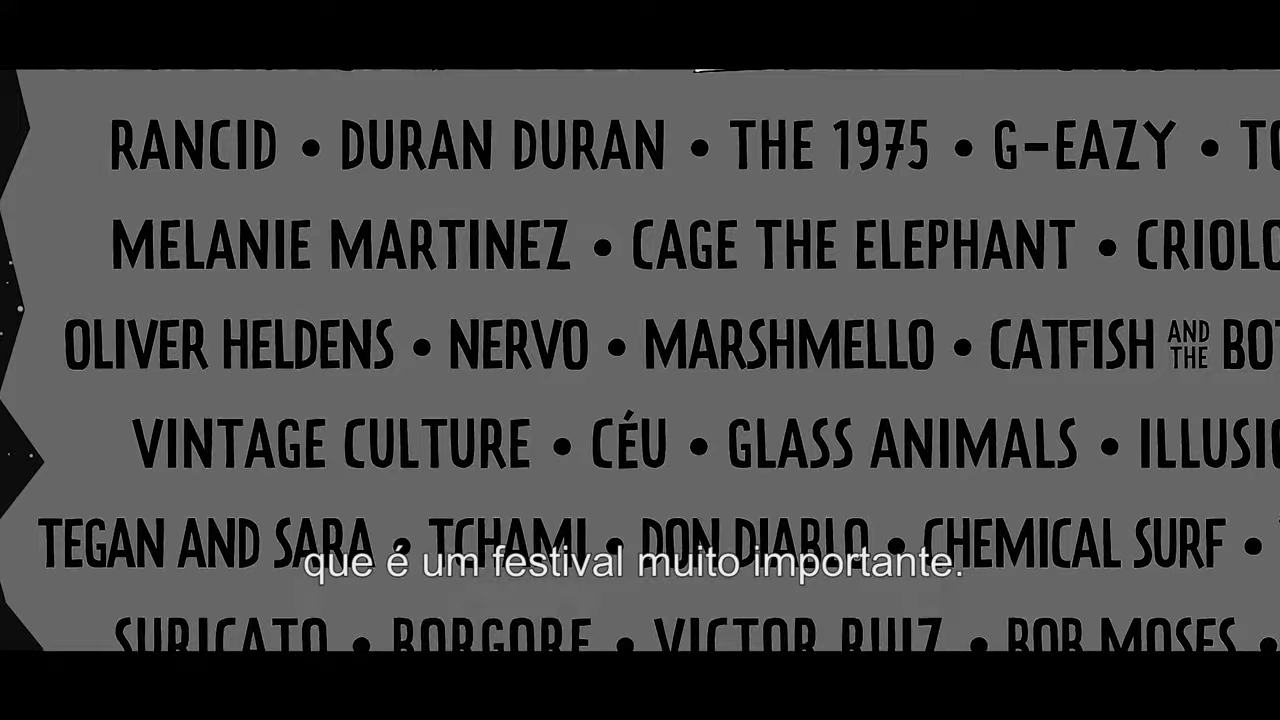 RANCID • DURAN DURAN • THE 1975 • G-EAZY •
MELANIE MARTINEZ • CAGE THE ELEPHANT • CRIOLO
OLIVER HELDENS • NERVO • MARSHMELLO • CATFISH AND THE
VINTAGE CULTURE • CÉU • GLASS ANIMALS •
TEGAN AND SARA • TCHAMI • DON DIABLO • CHEMICAL SURF •
que é um festival muito importante.
SURICATO • BORGORE • VICTOR RUIZ • BOB MOSES •